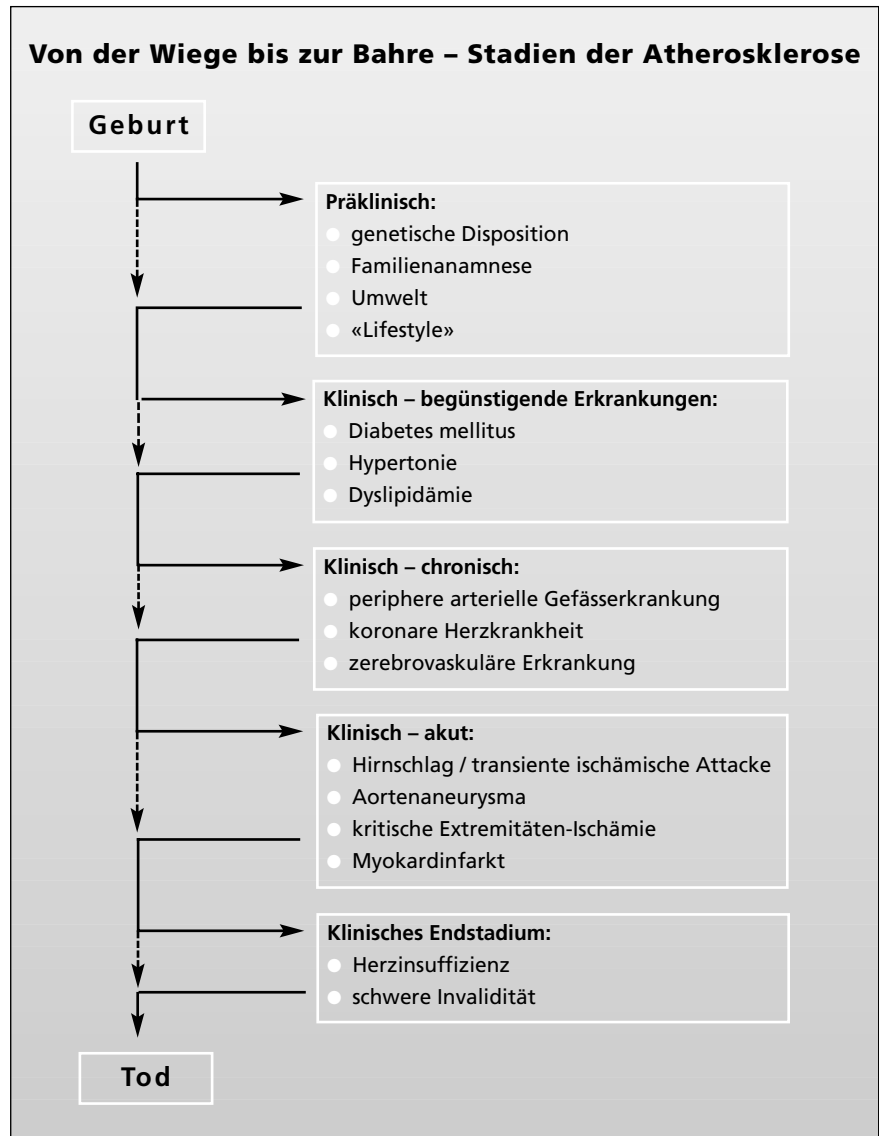 Von der Wiege bis zur Bahre – Stadien der Atherosklerose
Geburt
Präklinisch:
genetische Disposition
Familienanamnese
Umwelt
«Lifestyle»
Klinisch – begünstigende Erkrankungen:
Diabetes mellitus
Hypertonie
Dyslipidämie
Klinisch – chronisch:
periphere arterielle Gefässerkrankung
koronare Herzkrankheit
zerebrovaskuläre Erkrankung
Klinisch – akut:
Hirnschlag / transiente ischämische Attacke
Aortenaneurysma
kritische Extremitäten-Ischämie
Myokardinfarkt
Klinisches Endstadium:
Herzinsuffizienz
schwere Invalidität
Tod